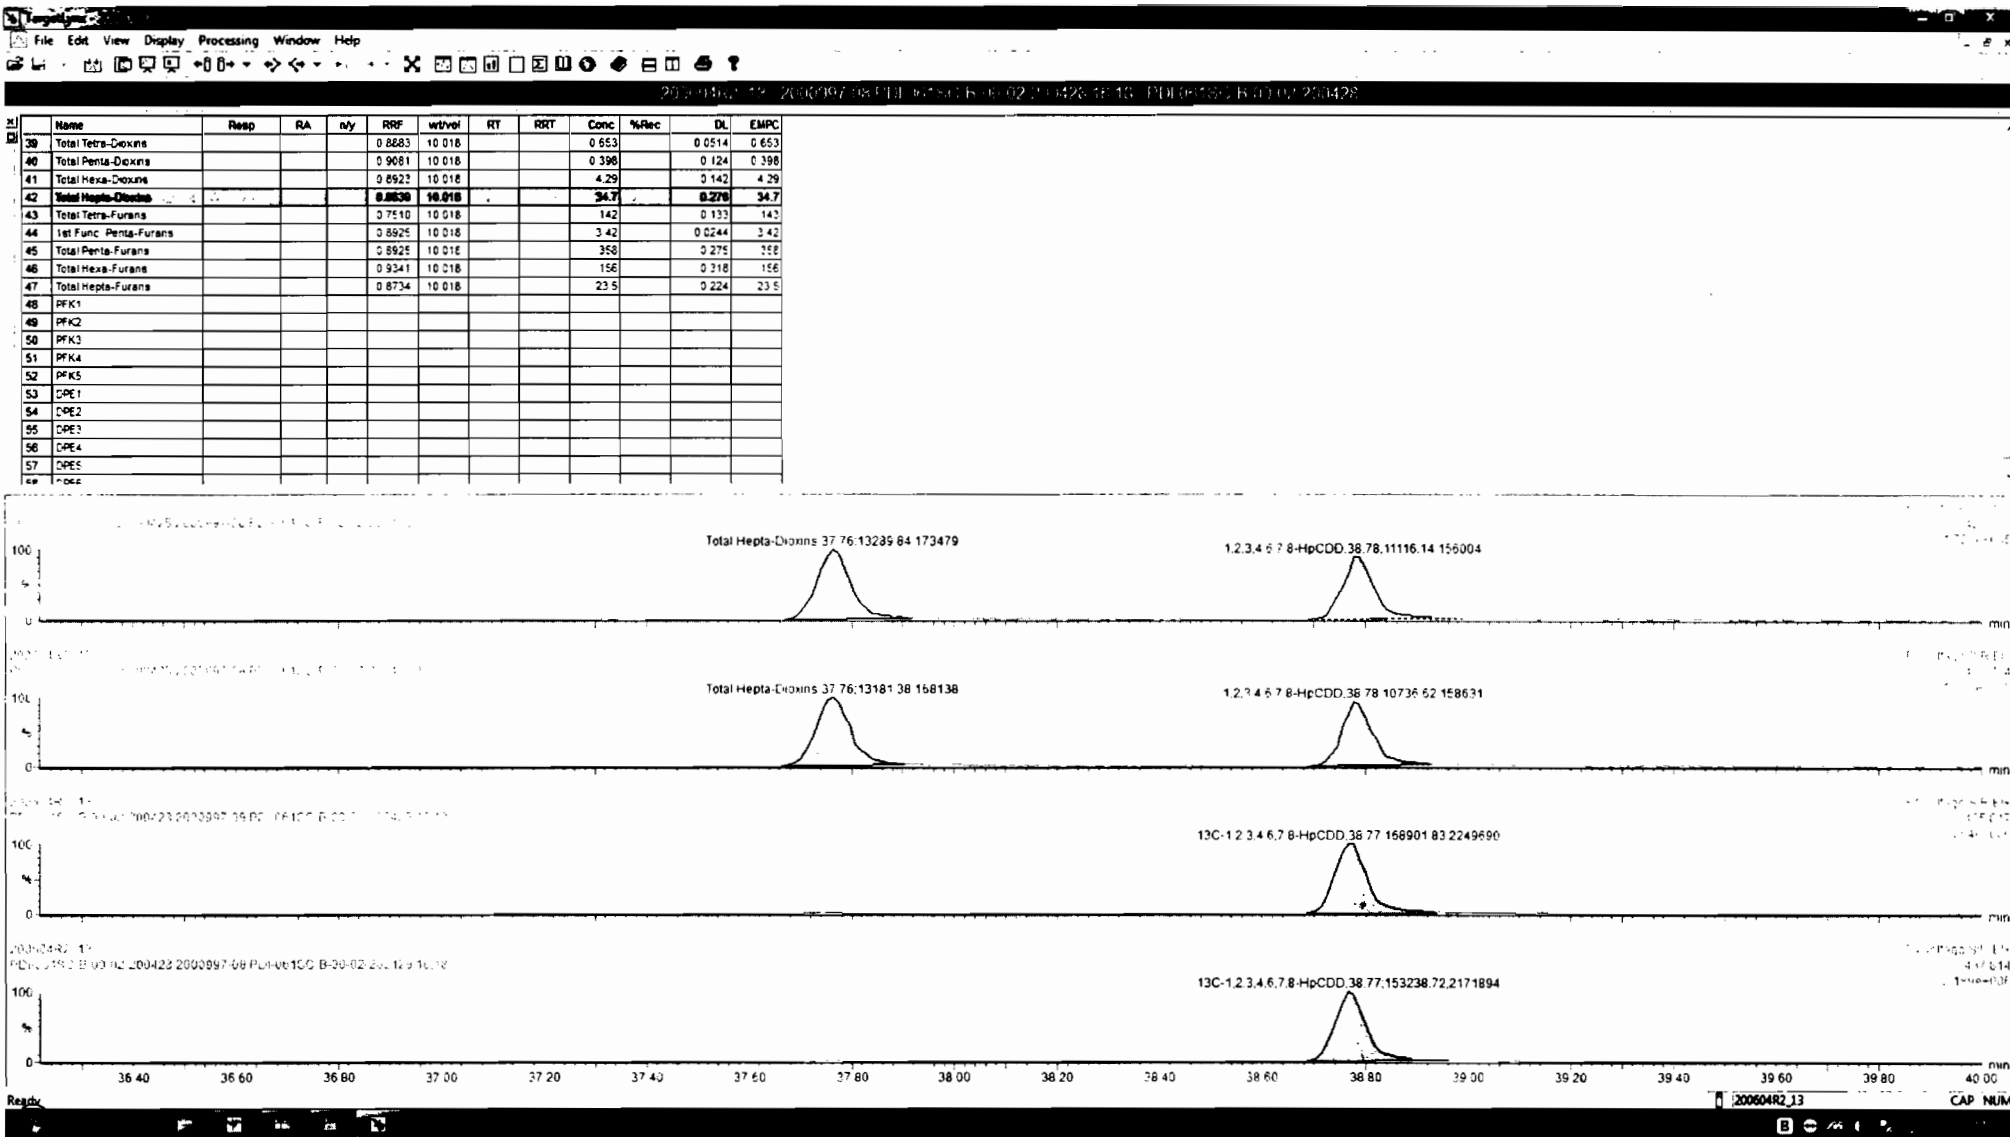 TargetLynx
File Edit View Display Processing Window Help
Name Resp RA n/y RRF wt/vol RT RRT Conc %Rec DL EMPC
39 Total Tetra-Dioxins 0.8883 10.018 0.653 0.0514 0.653
40 Total Penta-Dioxins 0.9081 10.018 0.398 0.124 0.398
41 Total Hexa-Dioxins 0.8923 10.018 4.29 0.142 4.29
42 Total Hepta-Dioxins 10.018 34.7 0.276 34.7
43 Total Tetra-Furans 0.7510 10.018 142 0.133 142
44 1st Func. Penta-Furans 0.8925 10.018 3.42 0.0244 3.42
45 Total Penta-Furans 0.8925 10.018 358 0.275 358
46 Total Hexa-Furans 0.9341 10.018 156 0.318 156
47 Total Hepta-Furans 0.8734 10.018 23.5 0.224 23.5
48 PFK1
49 PFK2
50 PFK3
51 PFK4
52 PFK5
53 DPE1
54 DPE2
55 DPE3
56 DPE4
57 DPE5
Total Hepta-Dioxins 37.76;13289.84 173479
1,2,3,4,6,7,8-HpCDD,38.78,11116.14 156004
100
%
0
min
Total Hepta-Dioxins 37.76;13181.38 168138
1,2,3,4,6,7,8-HpCDD,38.78 10736.62 158631
100
%
0
min
13C-1,2,3,4,6,7,8-HpCDD,38.77 168901.83 2249690
100
%
0
min
200604R2_13
13C-1,2,3,4,6,7,8-HpCDD,38.77;153238.72,2171894
100
%
0
min
36.40 36.60 36.80 37.00 37.20 37.40 37.60 37.80 38.00 38.20 38.40 38.60 38.80 39.00 39.20 39.40 39.60 39.80 40.00
Ready 200604R2_13 CAP NUM